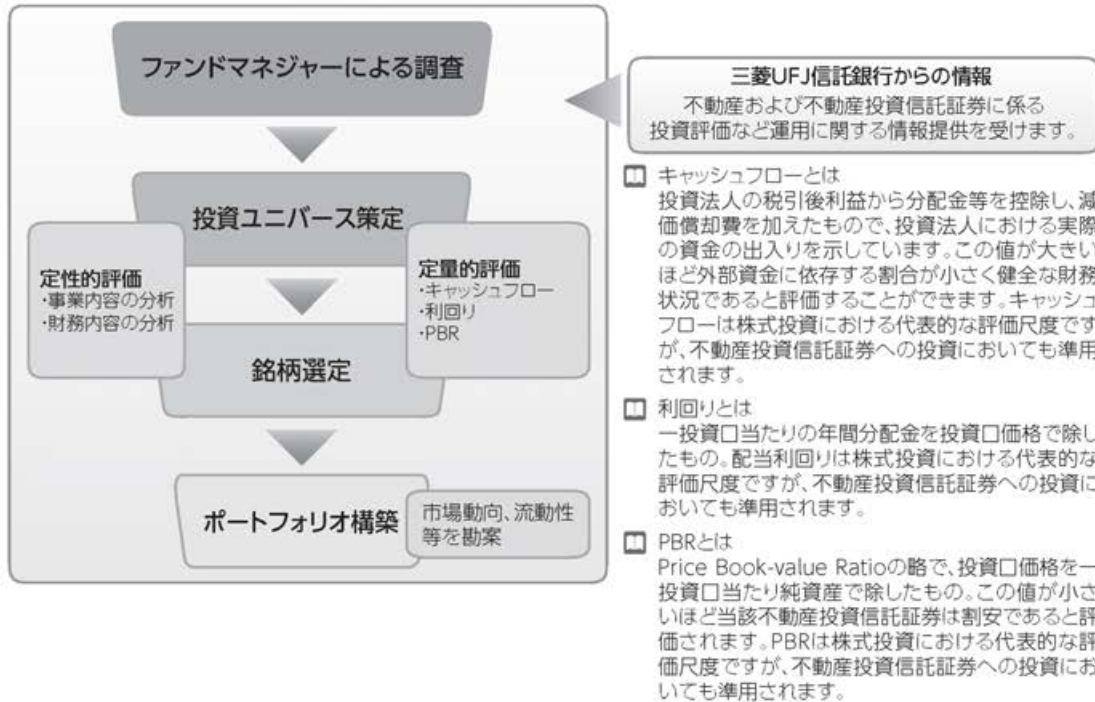 ファンドマネジャーによる調査
投資ユニバース策定
定性的評価
・事業内容の分析
・財務内容の分析
定量的評価
・キャッシュフロー
・利回り
・PBR
銘柄選定
ポートフォリオ構築
市場動向、流動性
等を勘案
三菱UFJ信託銀行からの情報
不動産および不動産投資信託証券に係る
投資評価など運用に関する情報提供を受けます。
キャッシュフローとは
投資法人の税引後利益から分配金等を控除し、減
価償却費を加えたもので、投資法人における実際
の資金の出入りを示しています。この値が大きい
ほど外部資金に依存する割合が小さく健全な財務
状況であると評価することができます。キャッシュ
フローは株式投資における代表的な評価尺度です
が、不動産投資信託証券への投資においても準用
されます。
利回りとは
一投資口当たりの年間分配金を投資口価格で除し
たもの。配当利回りは株式投資における代表的な
評価尺度ですが、不動産投資信託証券への投資に
おいても準用されます。
PBRとは
Price Book-value Ratioの略で、投資口価格を一
投資口当たり純資産で除したもの。この値が小さ
いほど当該不動産投資信託証券は割安であると評
価されます。PBRは株式投資における代表的な評
価尺度ですが、不動産投資信託証券への投資にお
いても準用されます。